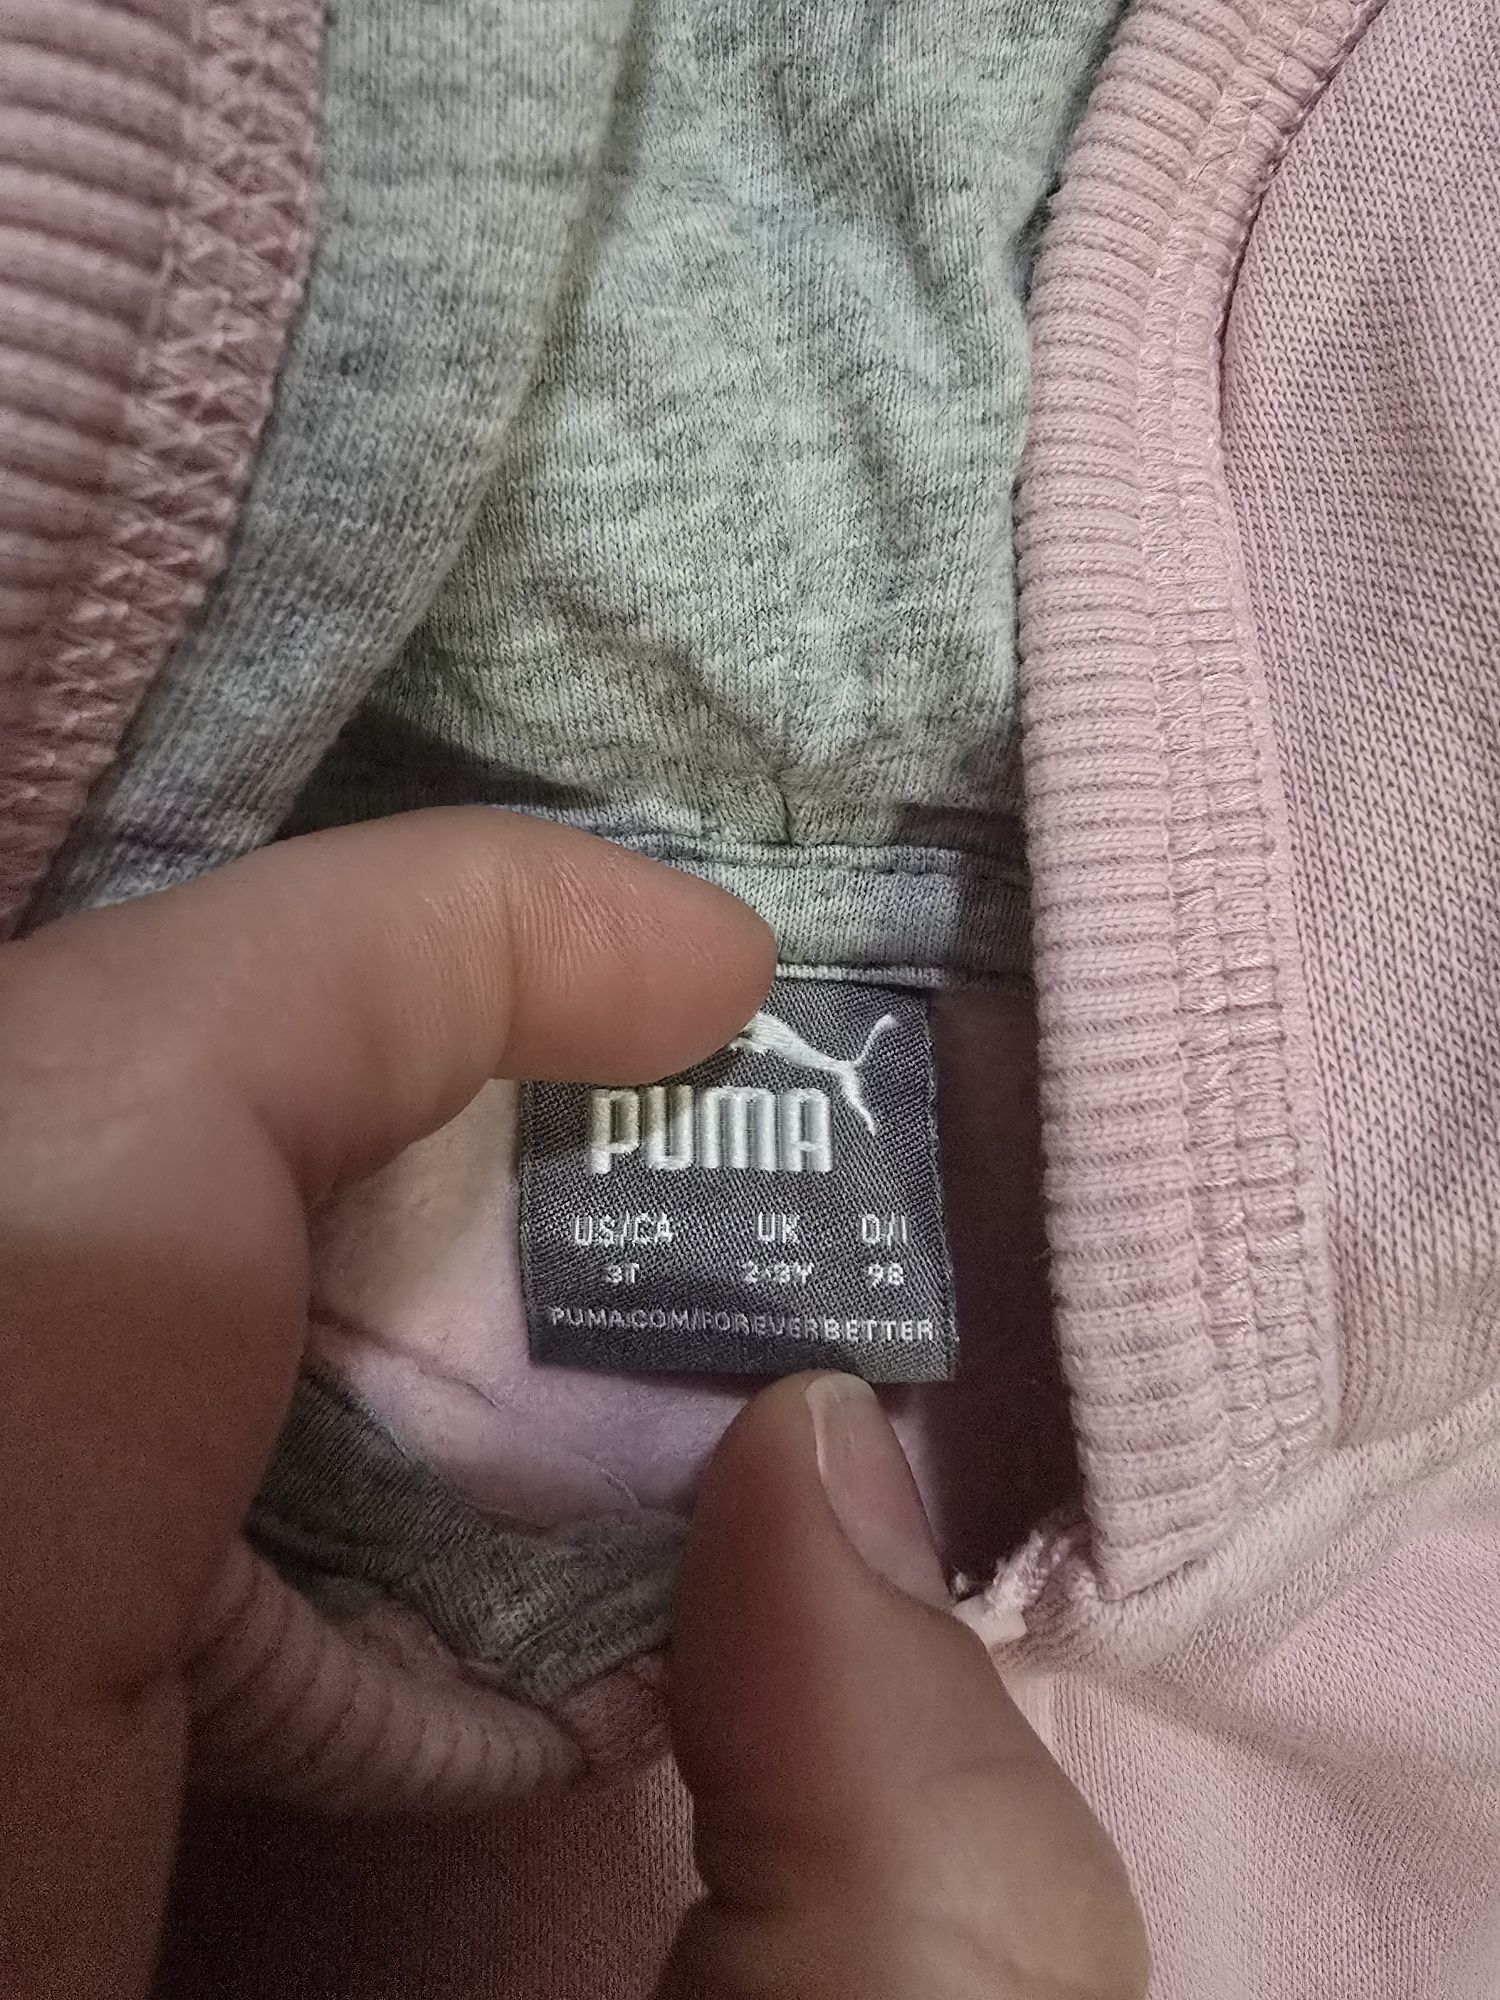 PUMA
US/CA UK D/I
3T 2-3Y 98
PUMA.COM/FOREVERBETTER